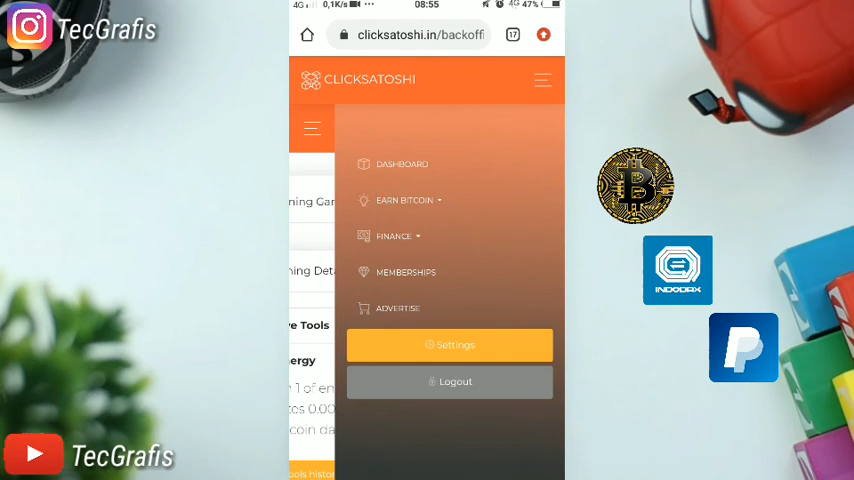 TecGrafis
4G 0,1K/s ••• 08:55 4G 47%
clicksatoshi.in/backoffi
17
CLICKSATOSHI
DASHBOARD
EARN BITCOIN
FINANCE
MEMBERSHIPS
ADVERTISE
Settings
Logout
ning Gar
ning Deta
ve Tools
nergy
1 of en
tes 0.00
coin da
ools histor
INDODAX
TecGrafis